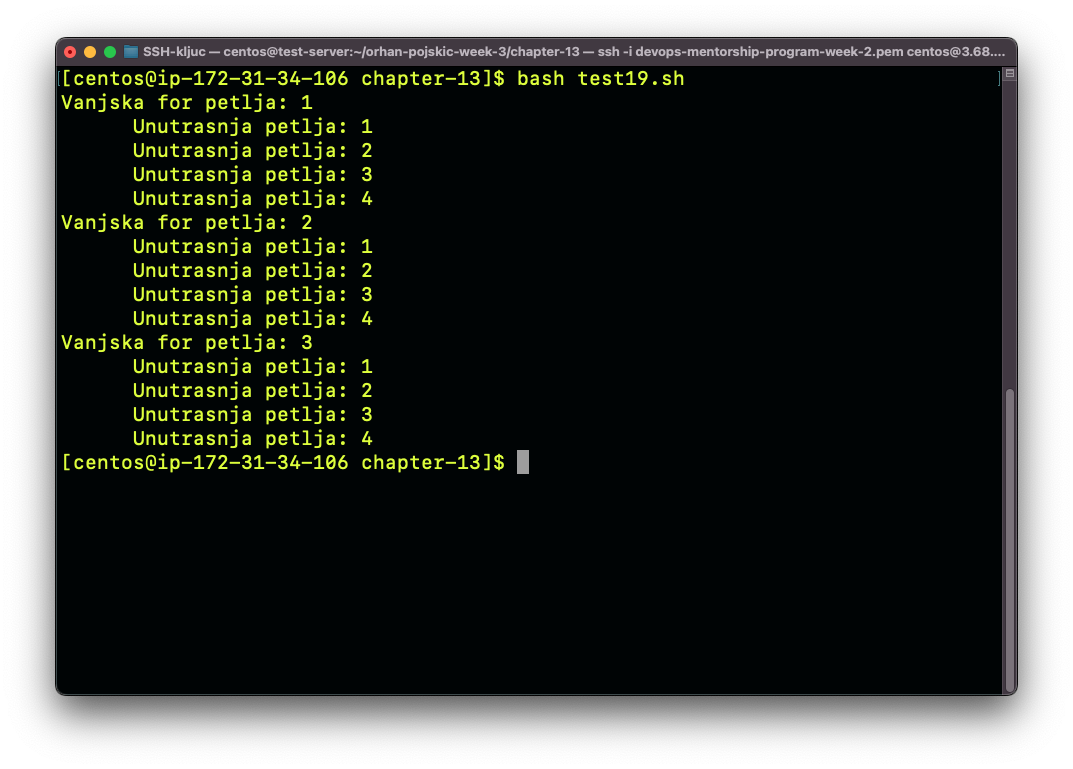 SSH-kljuc — centos@test-server:~/orhan-pojskic-week-3/chapter-13 — ssh -i devops-mentorship-program-week-2.pem centos@3.68....
[centos@ip-172-31-34-106 chapter-13]$ bash test19.sh
Vanjska for petlja: 1
      Unutrasnja petlja: 1
      Unutrasnja petlja: 2
      Unutrasnja petlja: 3
      Unutrasnja petlja: 4
Vanjska for petlja: 2
      Unutrasnja petlja: 1
      Unutrasnja petlja: 2
      Unutrasnja petlja: 3
      Unutrasnja petlja: 4
Vanjska for petlja: 3
      Unutrasnja petlja: 1
      Unutrasnja petlja: 2
      Unutrasnja petlja: 3
      Unutrasnja petlja: 4
[centos@ip-172-31-34-106 chapter-13]$